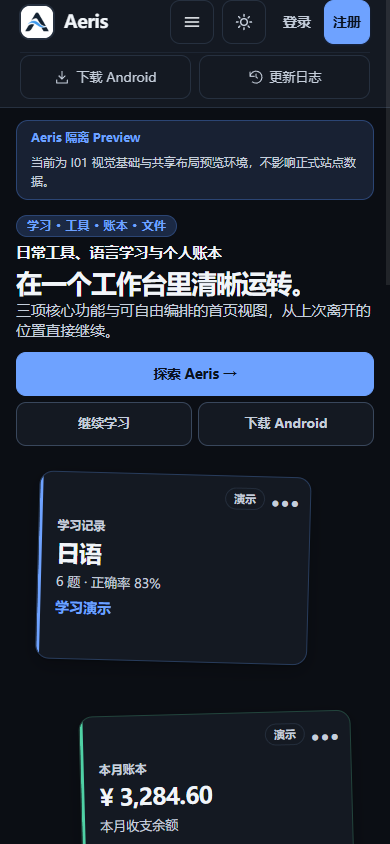 Aeris
登录
注册
下载 Android
更新日志
Aeris 隔离 Preview
当前为 I01 视觉基础与共享布局预览环境，不影响正式站点数
据。
学习 • 工具 • 账本 • 文件
日常工具、语言学习与个人账本
在一个工作台里清晰运转。
三项核心功能与可自由编排的首页视图，从上次离开的
位置直接继续。
探索 Aeris →
继续学习
下载 Android
演示
学习记录
日语
6 题 · 正确率 83%
学习演示
演示
本月账本
¥ 3,284.60
本月收支余额